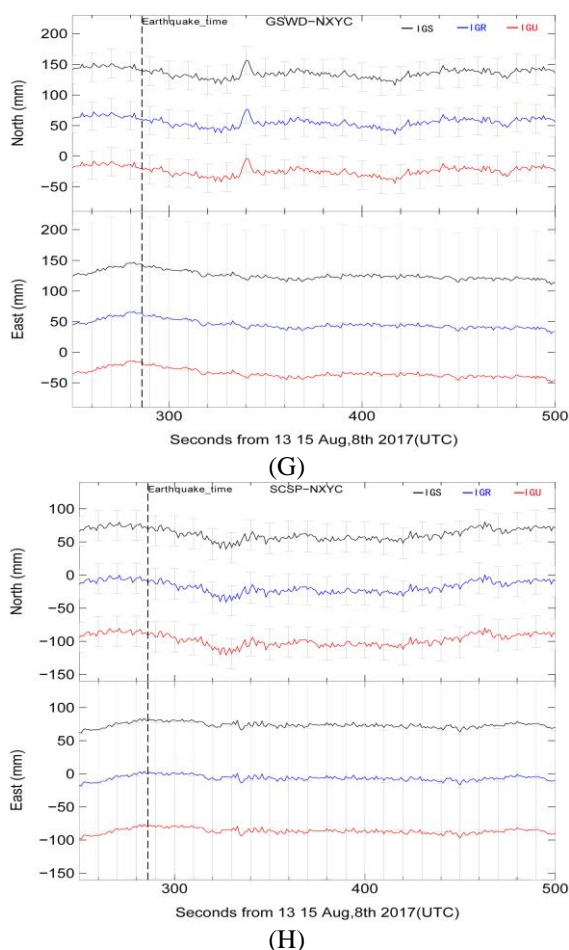 Earthquake_time GSWD-NXYC IGS IGR IGU
200
150
100
50
0
−50
North (mm)
200
150
100
50
0
−50
East (mm)
300 400 500
Seconds from 13 15 Aug,8th 2017(UTC)
(G)
Earthquake_time SCSP-NXYC IGS IGR IGU
100
50
0
−50
−100
−150
North (mm)
100
50
0
−50
−100
−150
East (mm)
300 400 500
Seconds from 13 15 Aug,8th 2017(UTC)
(H)